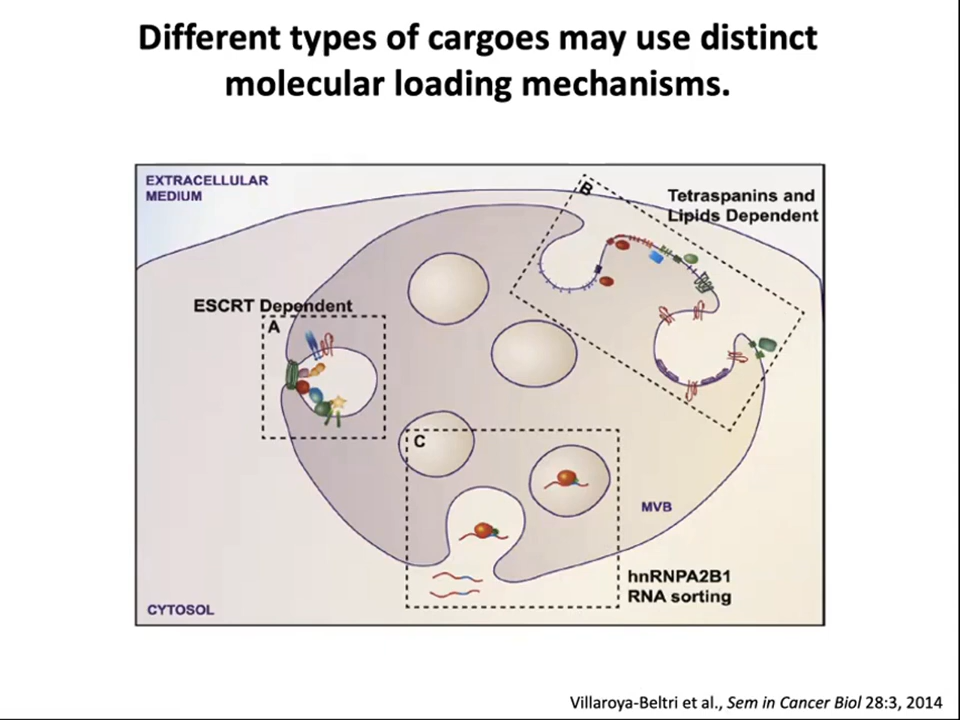 Different types of cargoes may use distinct
molecular loading mechanisms.
EXTRACELLULAR
MEDIUM
B
Tetraspanins and
Lipids Dependent
ESCRT Dependent
A
C
MVB
hnRNPA2B1
RNA sorting
CYTOSOL
Villaroya-Beltri et al., Sem in Cancer Biol 28:3, 2014